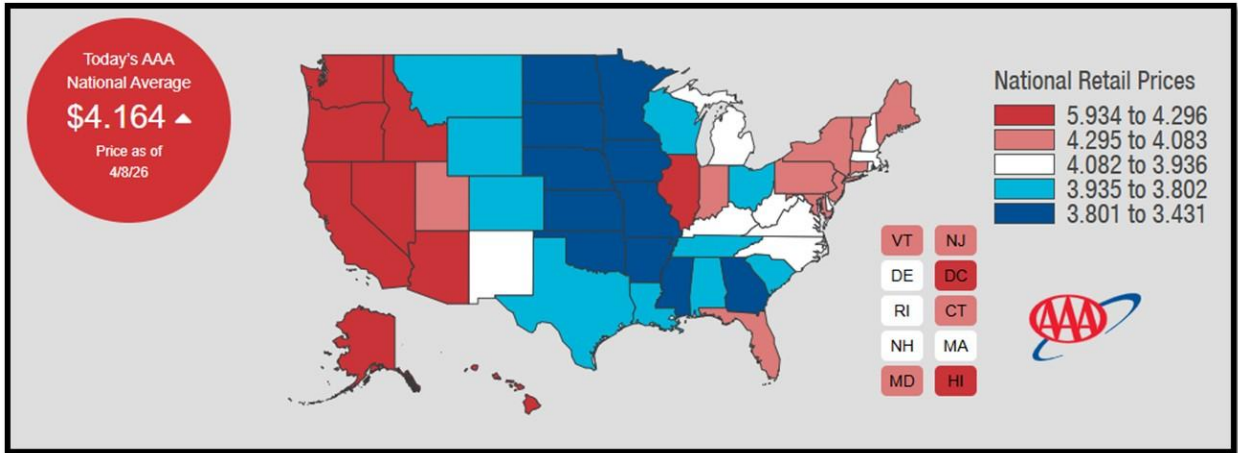 Today's AAA
National Average
$4.164
Price as of
4/8/26
National Retail Prices
5.934 to 4.296
4.295 to 4.083
4.082 to 3.936
3.935 to 3.802
3.801 to 3.431
VT NJ
DE DC
RI CT
NH MA
MD HI
AAA